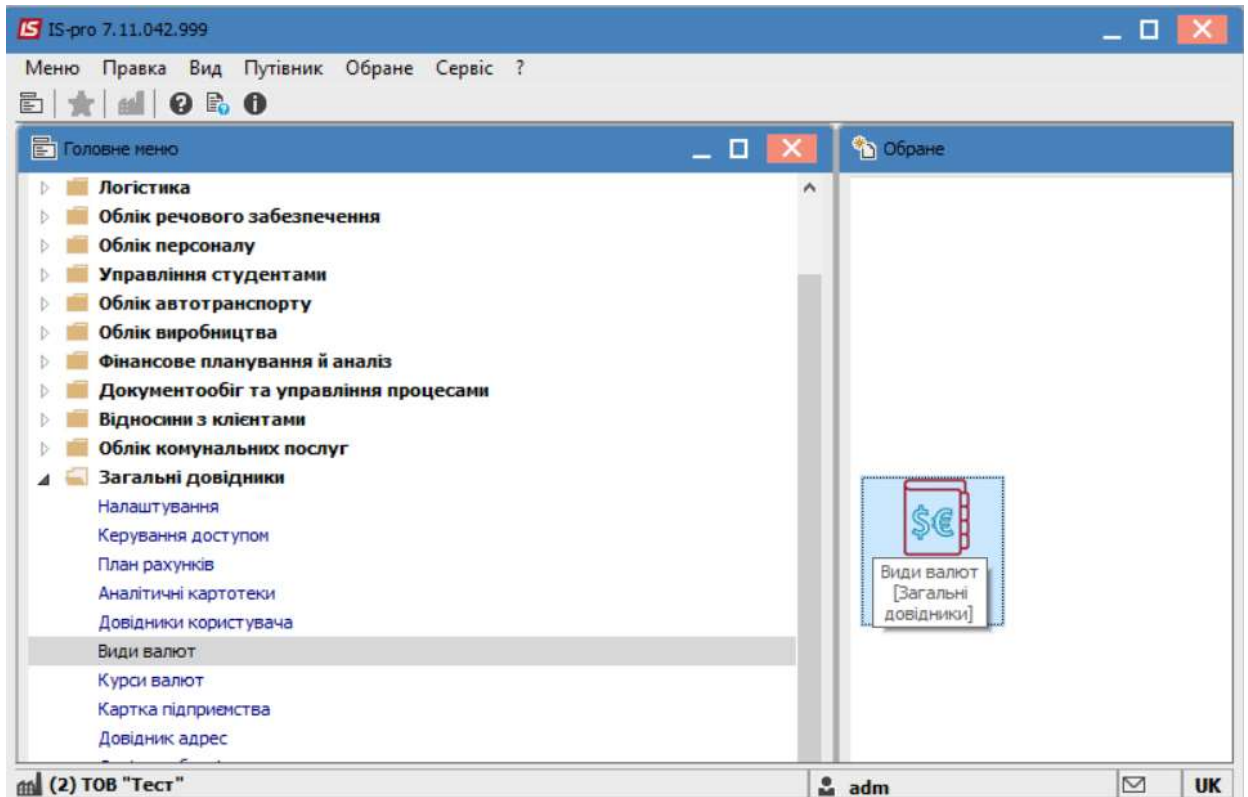 IS IS-pro 7.11.042.999
Меню Правка Вид Путівник Обране Сервіс ?
Головне меню
Обране
Логістика
Облік речового забезпечення
Облік персоналу
Управління студентами
Облік автотранспорту
Облік виробництва
Фінансове планування й аналіз
Документообіг та управління процесами
Відносини з клієнтами
Облік комунальних послуг
Загальні довідники
Налаштування
Керування доступом
План рахунків
Аналітичні картотеки
Довідники користувача
Види валют
Курси валют
Картка підприємства
Довідник адрес
$€
Види валют
[Загальні
довідники]
(2) ТОВ "Тест" adm UK